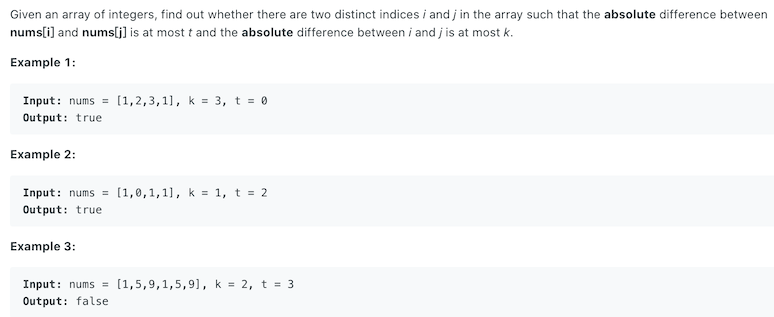 Given an array of integers, find out whether there are two distinct indices i and j in the array such that the absolute difference between
nums[i] and nums[j] is at most t and the absolute difference between i and j is at most k.
Example 1:
Input: nums = [1,2,3,1], k = 3, t = 0
Output: true
Example 2:
Input: nums = [1,0,1,1], k = 1, t = 2
Output: true
Example 3:
Input: nums = [1,5,9,1,5,9], k = 2, t = 3
Output: false